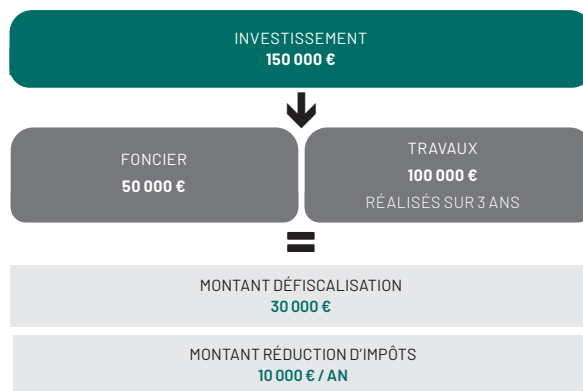 INVESTISSEMENT
150 000 €
FONCIER
50 000 €
TRAVAUX
100 000 €
RÉALISÉS SUR 3 ANS
=
MONTANT DÉFISCALISATION
30 000 €
MONTANT RÉDUCTION D'IMPÔTS
10 000 € / AN